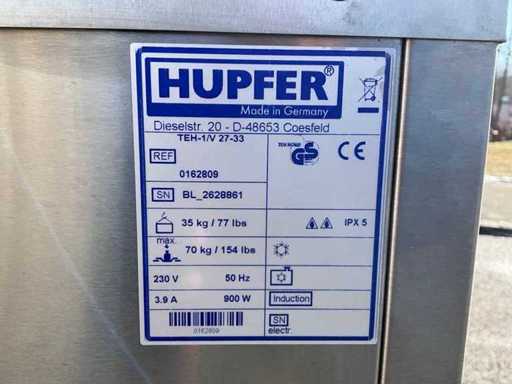 HUPFER®
Made in Germany
Dieselstr. 20 - D-48653 Coesfeld
TEH-1/V 27-33
REF
0162809
GS
CE
SN BL_2628861
35 kg / 77 lbs
IPX 5
max. 70 kg / 154 lbs
230 V 50 Hz
3.9 A 900 W
Induction
SN
electr.
0162809